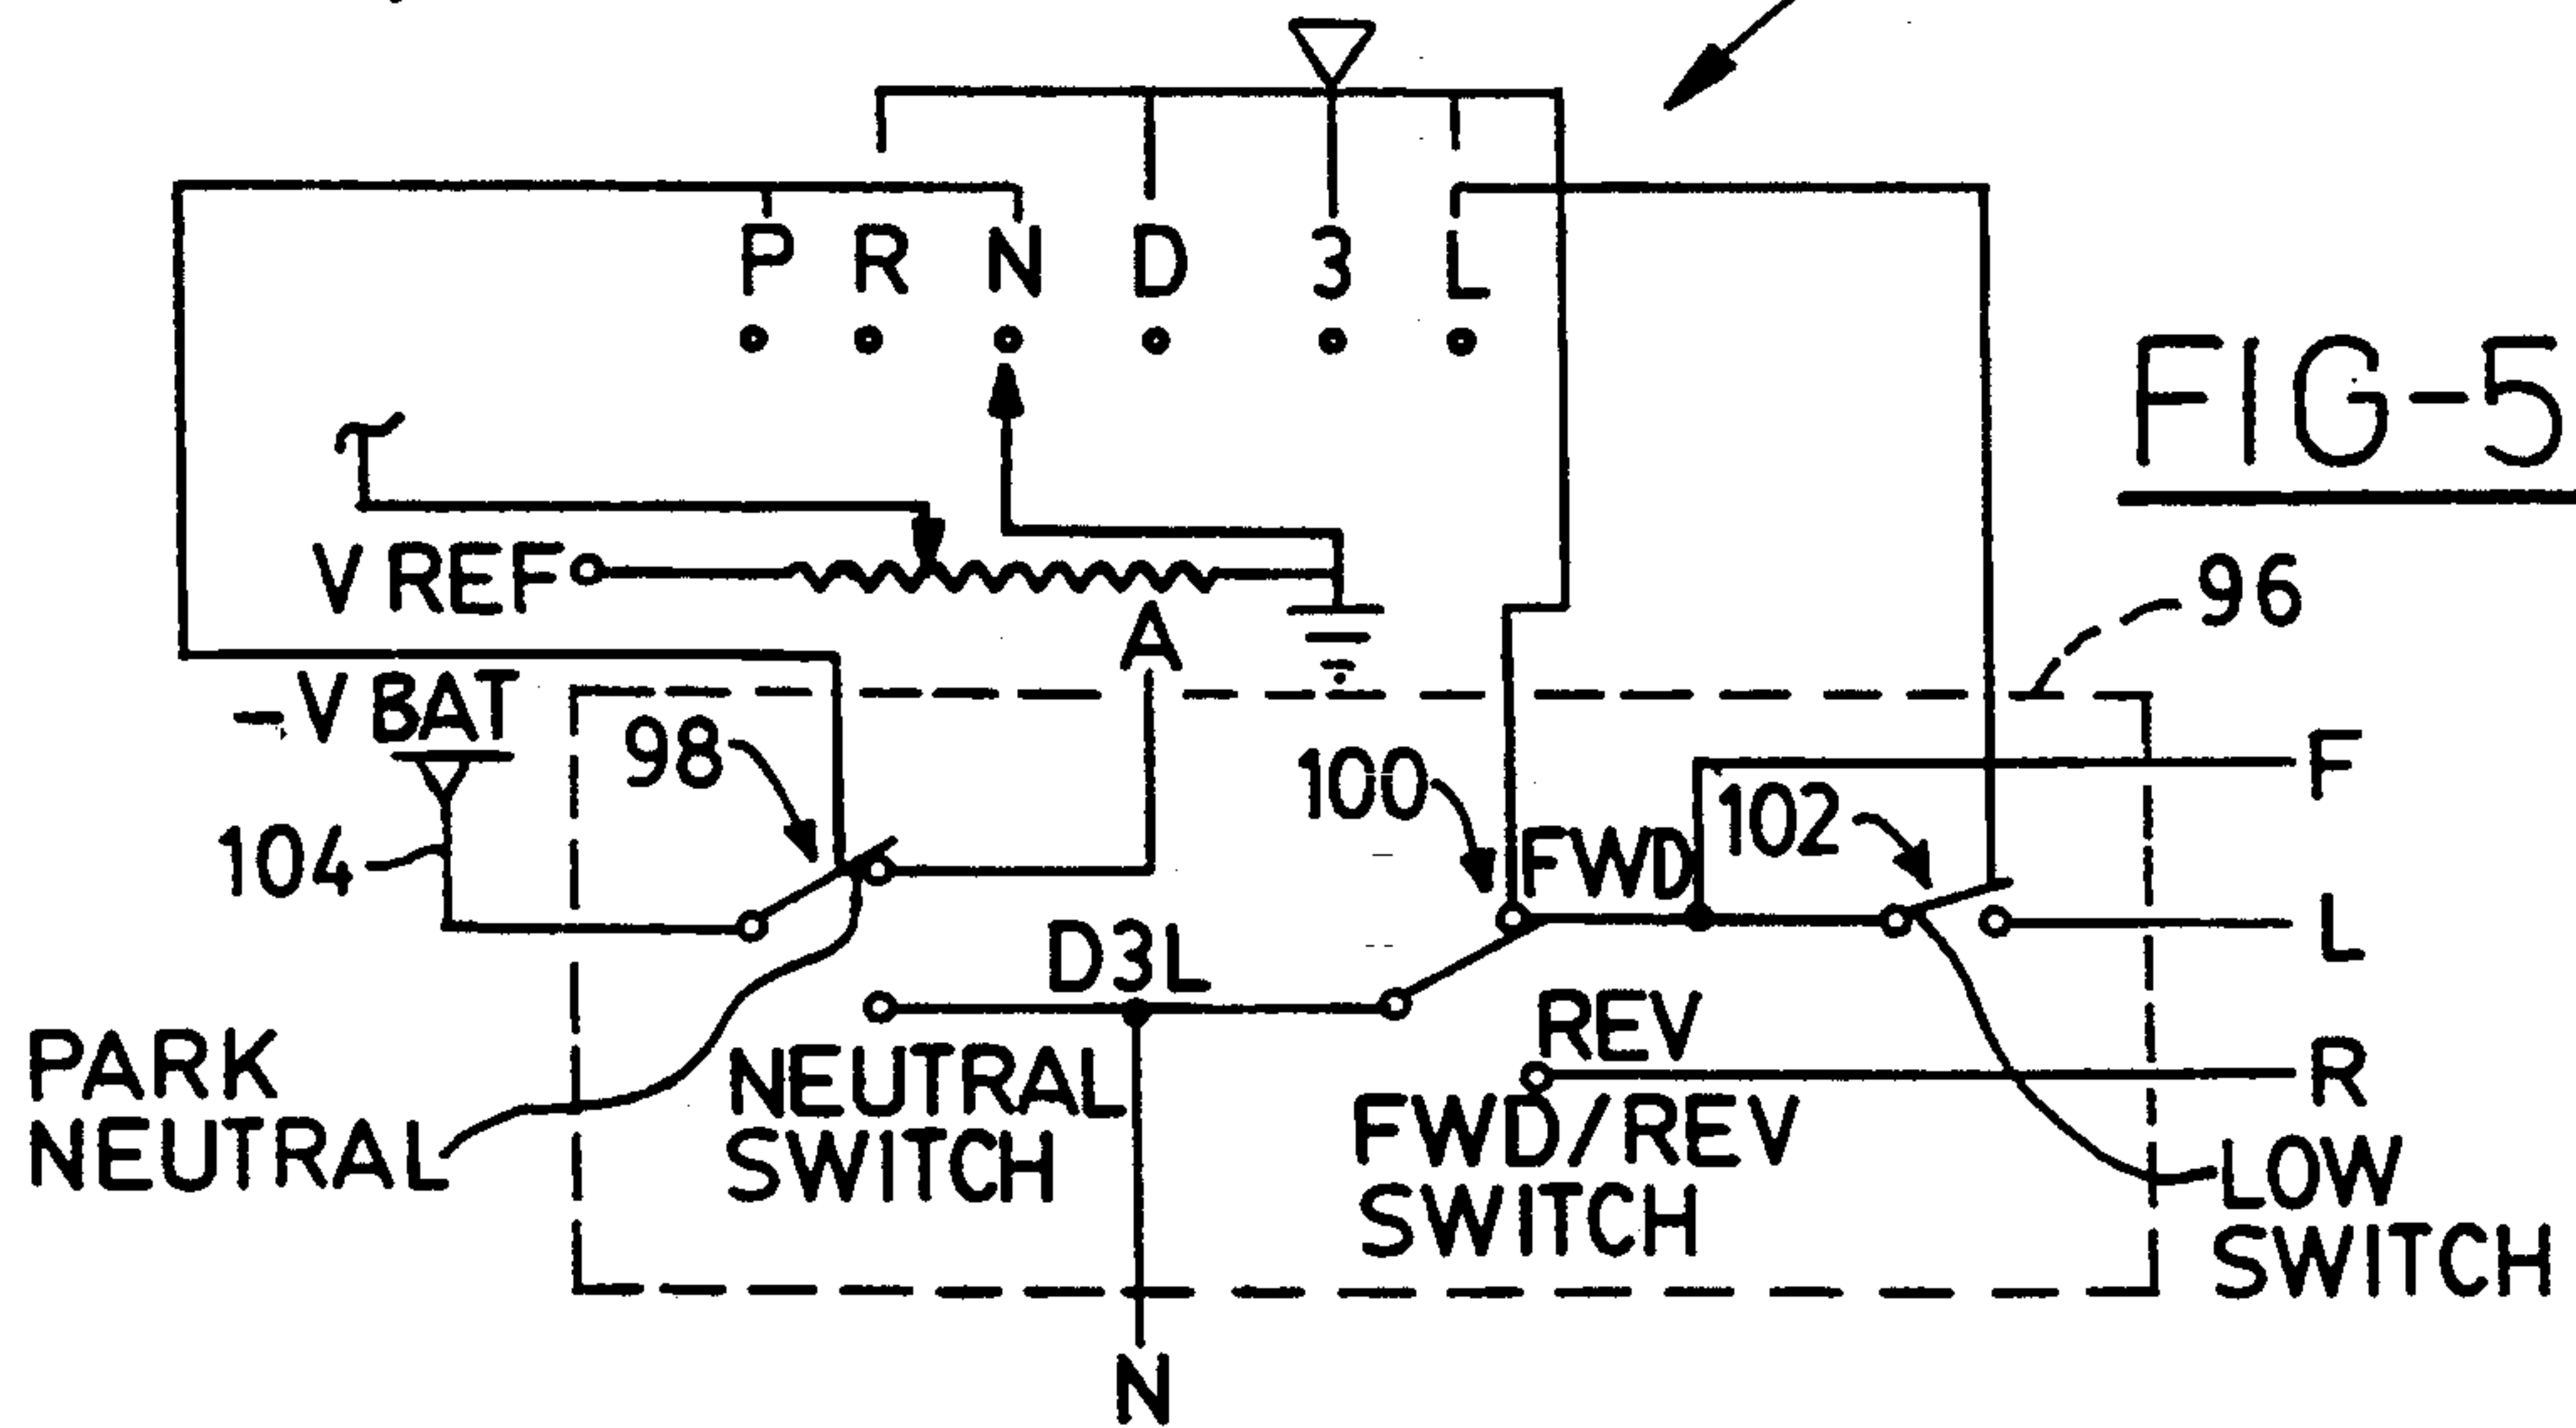 P R N D 3 L
FIG-5
V REF
96
A
-V BAT
98
F
100
FWD
102
104
L
D3L
REV
R
PARK
NEUTRAL
NEUTRAL
SWITCH
FWD/REV
SWITCH
LOW
SWITCH
N